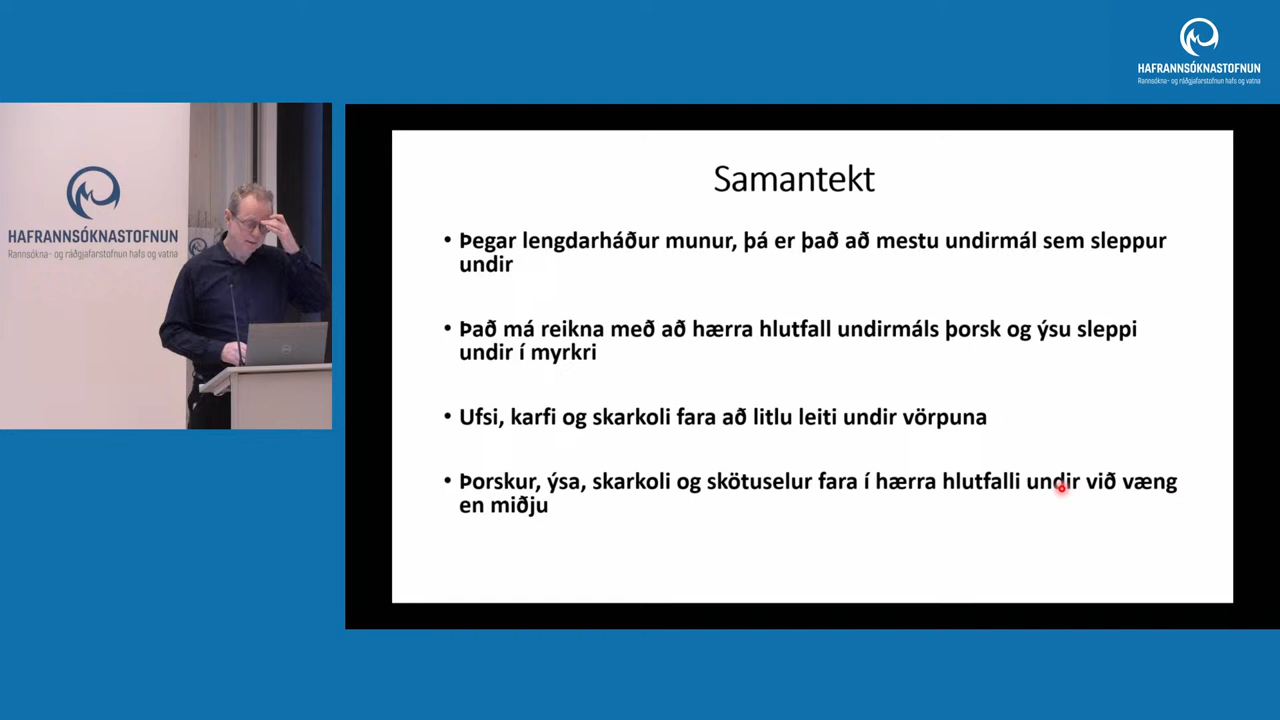 HAFRANNSÓKNASTOFNUN
Rannsókna- og ráðgjafarstofnun hafs og vatna
HAFRANNSÓKNASTOFNUN
Rannsókna- og ráðgjafarstofnun hafs og vatna
Samantekt
• Þegar lengdarháður munur, þá er það að mestu undirmál sem sleppur
undir
• Það má reikna með að hærra hlutfall undirmáls þorsk og ýsu sleppi
undir í myrkri
• Ufsi, karfi og skarkoli fara að litlu leiti undir vörpuna
• Þorskur, ýsa, skarkoli og skötuselur fara í hærra hlutfalli undir við væng
en miðju